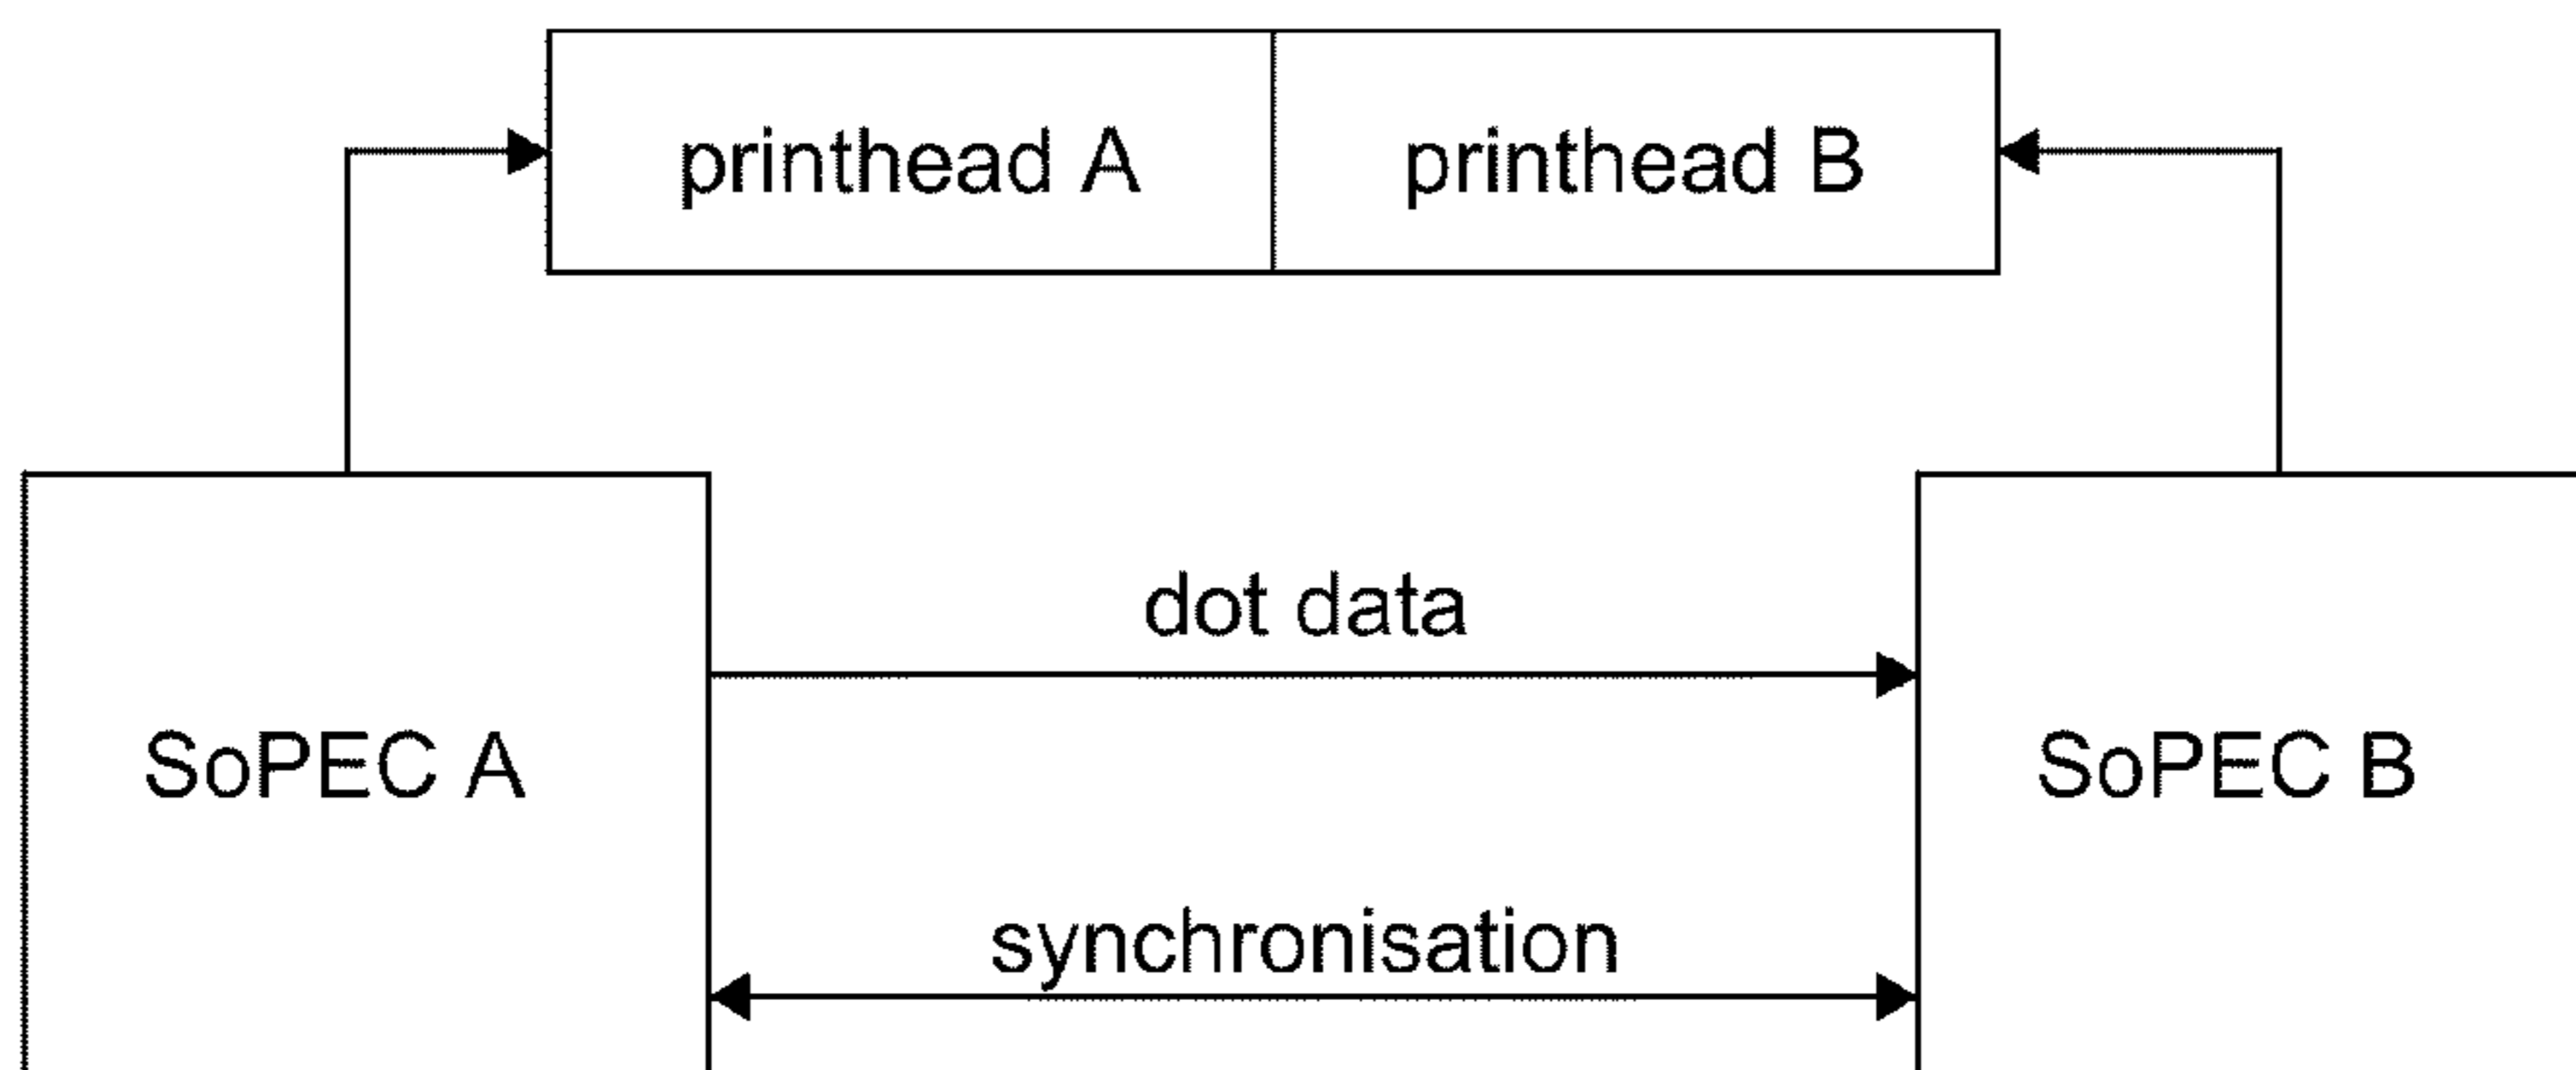 printhead A
printhead B
dot data
SoPEC A
SoPEC B
synchronisation